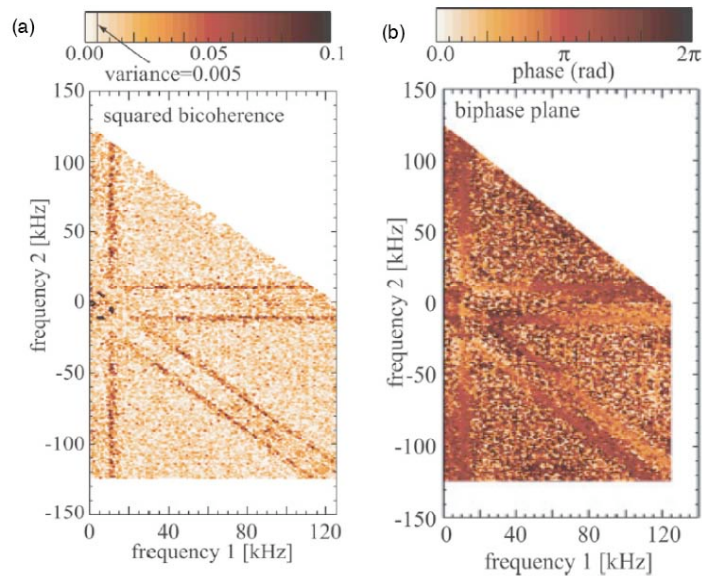 (a)
0.00 0.05 0.1
variance=0.005
squared bicoherence
150
100
50
0
-50
-100
-150
frequency 2 [kHz]
0 40 80 120
frequency 1 [kHz]
(b)
0.0 π 2π
phase (rad)
biphase plane
150
100
50
0
-50
-100
-150
frequency 2 [kHz]
0 40 80 120
frequency 1 [kHz]